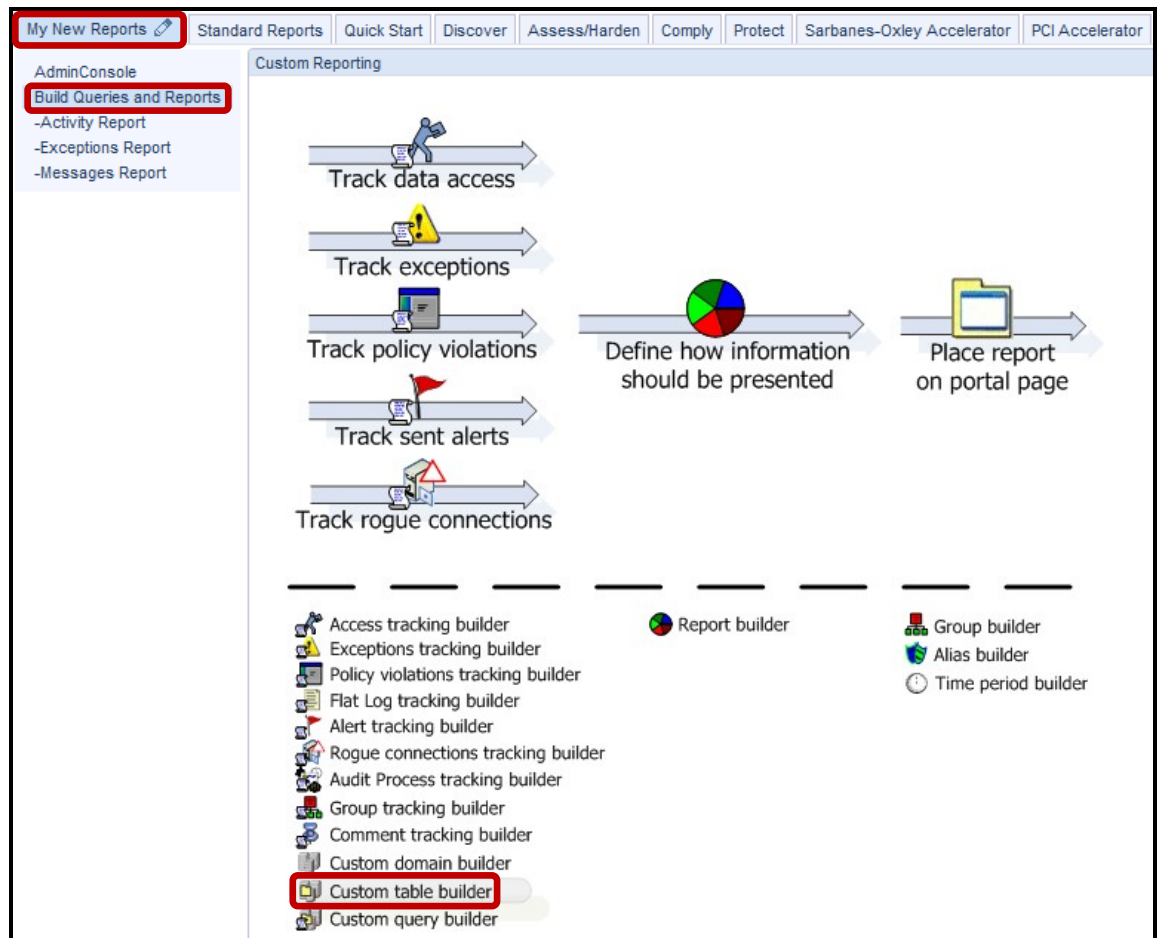 My New Reports
Standard Reports
Quick Start
Discover
Assess/Harden
Comply
Protect
Sarbanes-Oxley Accelerator
PCI Accelerator
AdminConsole
Build Queries and Reports
-Activity Report
-Exceptions Report
-Messages Report
Custom Reporting
Track data access
Track exceptions
Track policy violations
Track sent alerts
Track rogue connections
Define how information
should be presented
Place report
on portal page
Access tracking builder
Exceptions tracking builder
Policy violations tracking builder
Flat Log tracking builder
Alert tracking builder
Rogue connections tracking builder
Audit Process tracking builder
Group tracking builder
Comment tracking builder
Custom domain builder
Custom table builder
Custom query builder
Report builder
Group builder
Alias builder
Time period builder